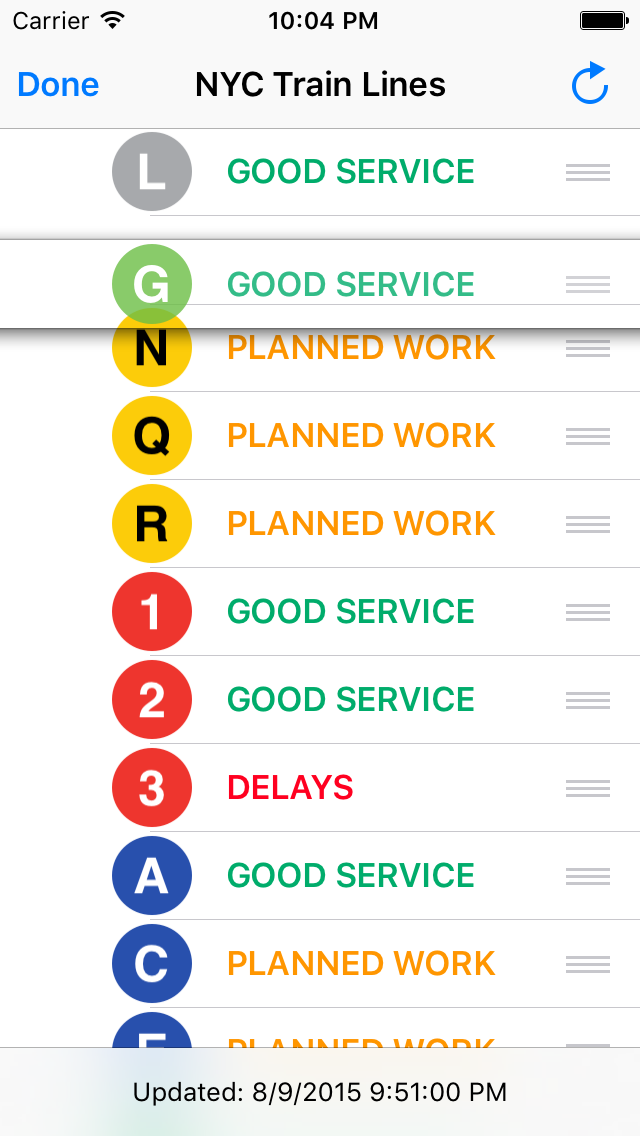 Carrier 10:04 PM
Done NYC Train Lines
L GOOD SERVICE
G GOOD SERVICE
N PLANNED WORK
Q PLANNED WORK
R PLANNED WORK
1 GOOD SERVICE
2 GOOD SERVICE
3 DELAYS
A GOOD SERVICE
C PLANNED WORK
PLANNED WORK
Updated: 8/9/2015 9:51:00 PM